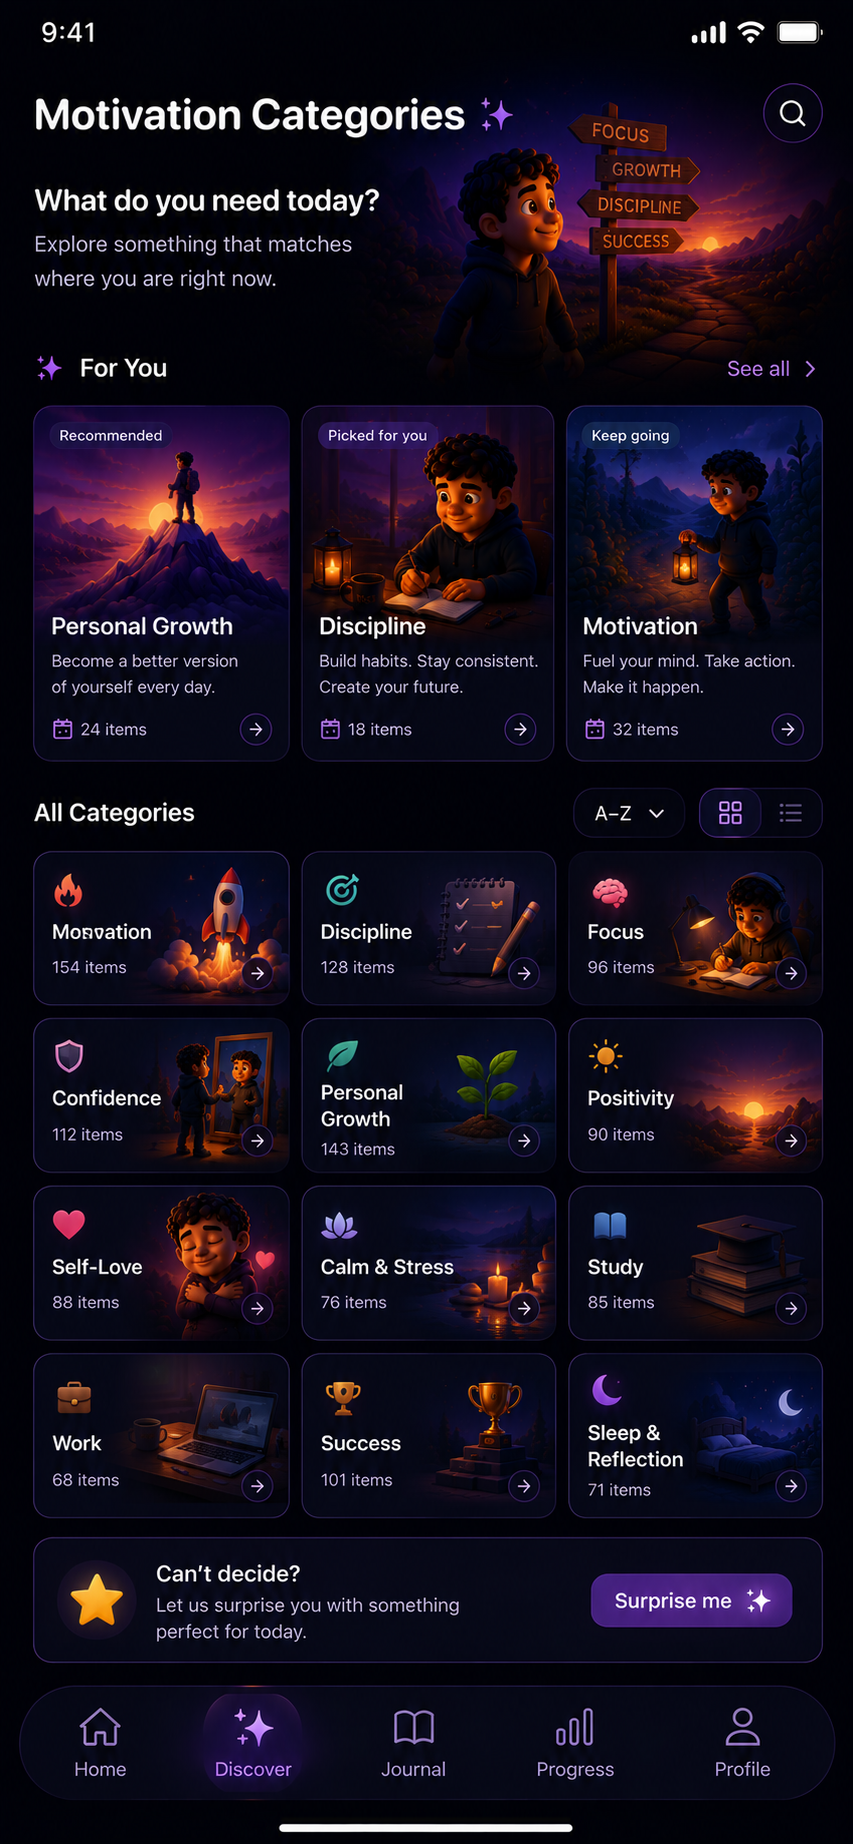 9:41
Motivation Categories
FOCUS
GROWTH
DISCIPLINE
SUCCESS
What do you need today?
Explore something that matches
where you are right now.
For You
See all
Recommended
Personal Growth
Become a better version
of yourself every day.
24 items
Picked for you
Discipline
Build habits. Stay consistent.
Create your future.
18 items
Keep going
Motivation
Fuel your mind. Take action.
Make it happen.
32 items
All Categories
A–Z
154 items
Discipline
128 items
Focus
96 items
Confidence
112 items
Personal
Growth
143 items
Positivity
90 items
Self-Love
88 items
Calm & Stress
76 items
Study
85 items
Work
68 items
Success
101 items
Sleep &
Reflection
71 items
Can't decide?
Let us surprise you with something
perfect for today.
Surprise me
Home
Discover
Journal
Progress
Profile